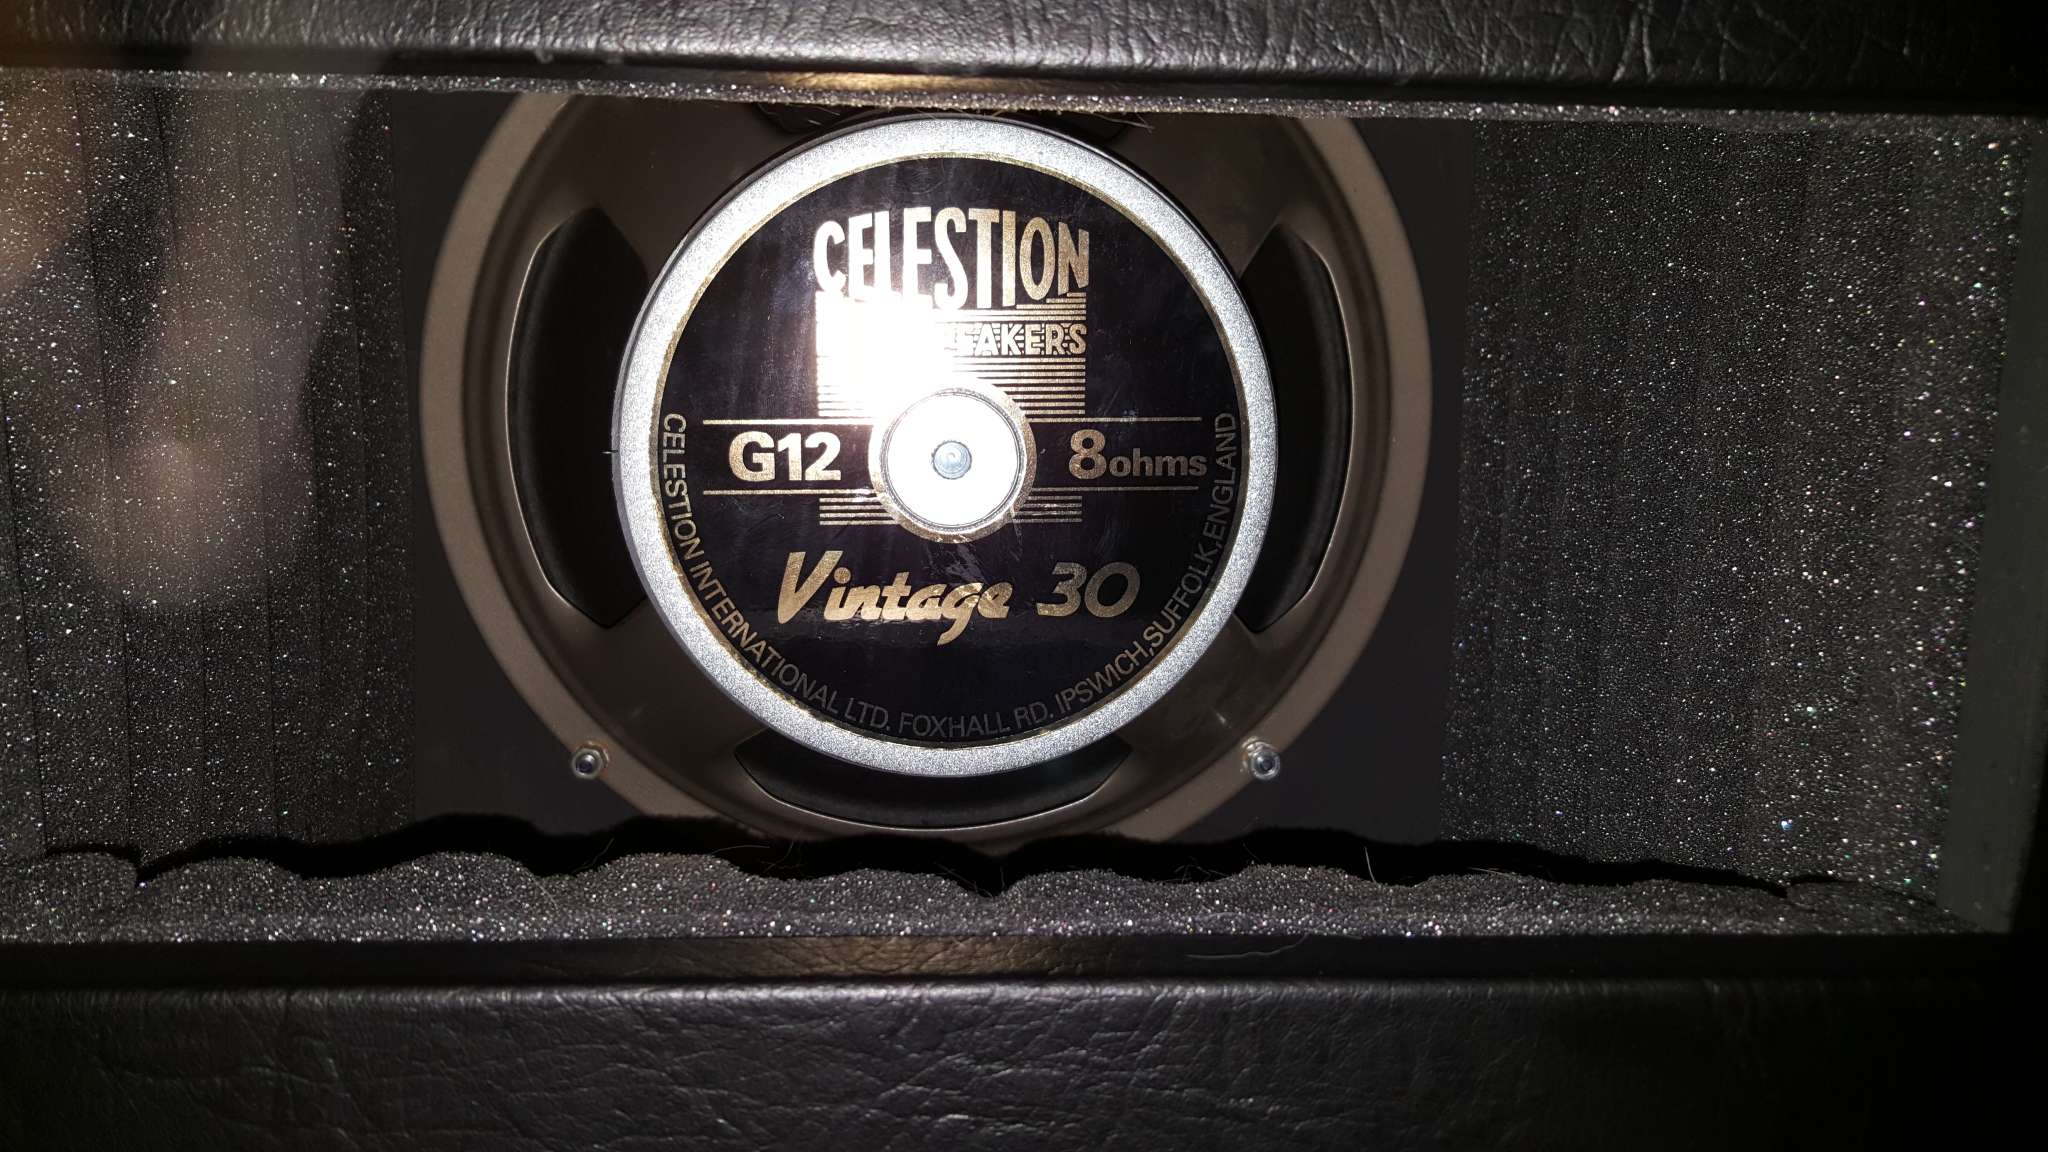 CELESTION
G12
8ohms
Vintage 30
CELESTION INTERNATIONAL LTD. FOXHALL RD. IPSWICH,SUFFOLK,ENGLAND